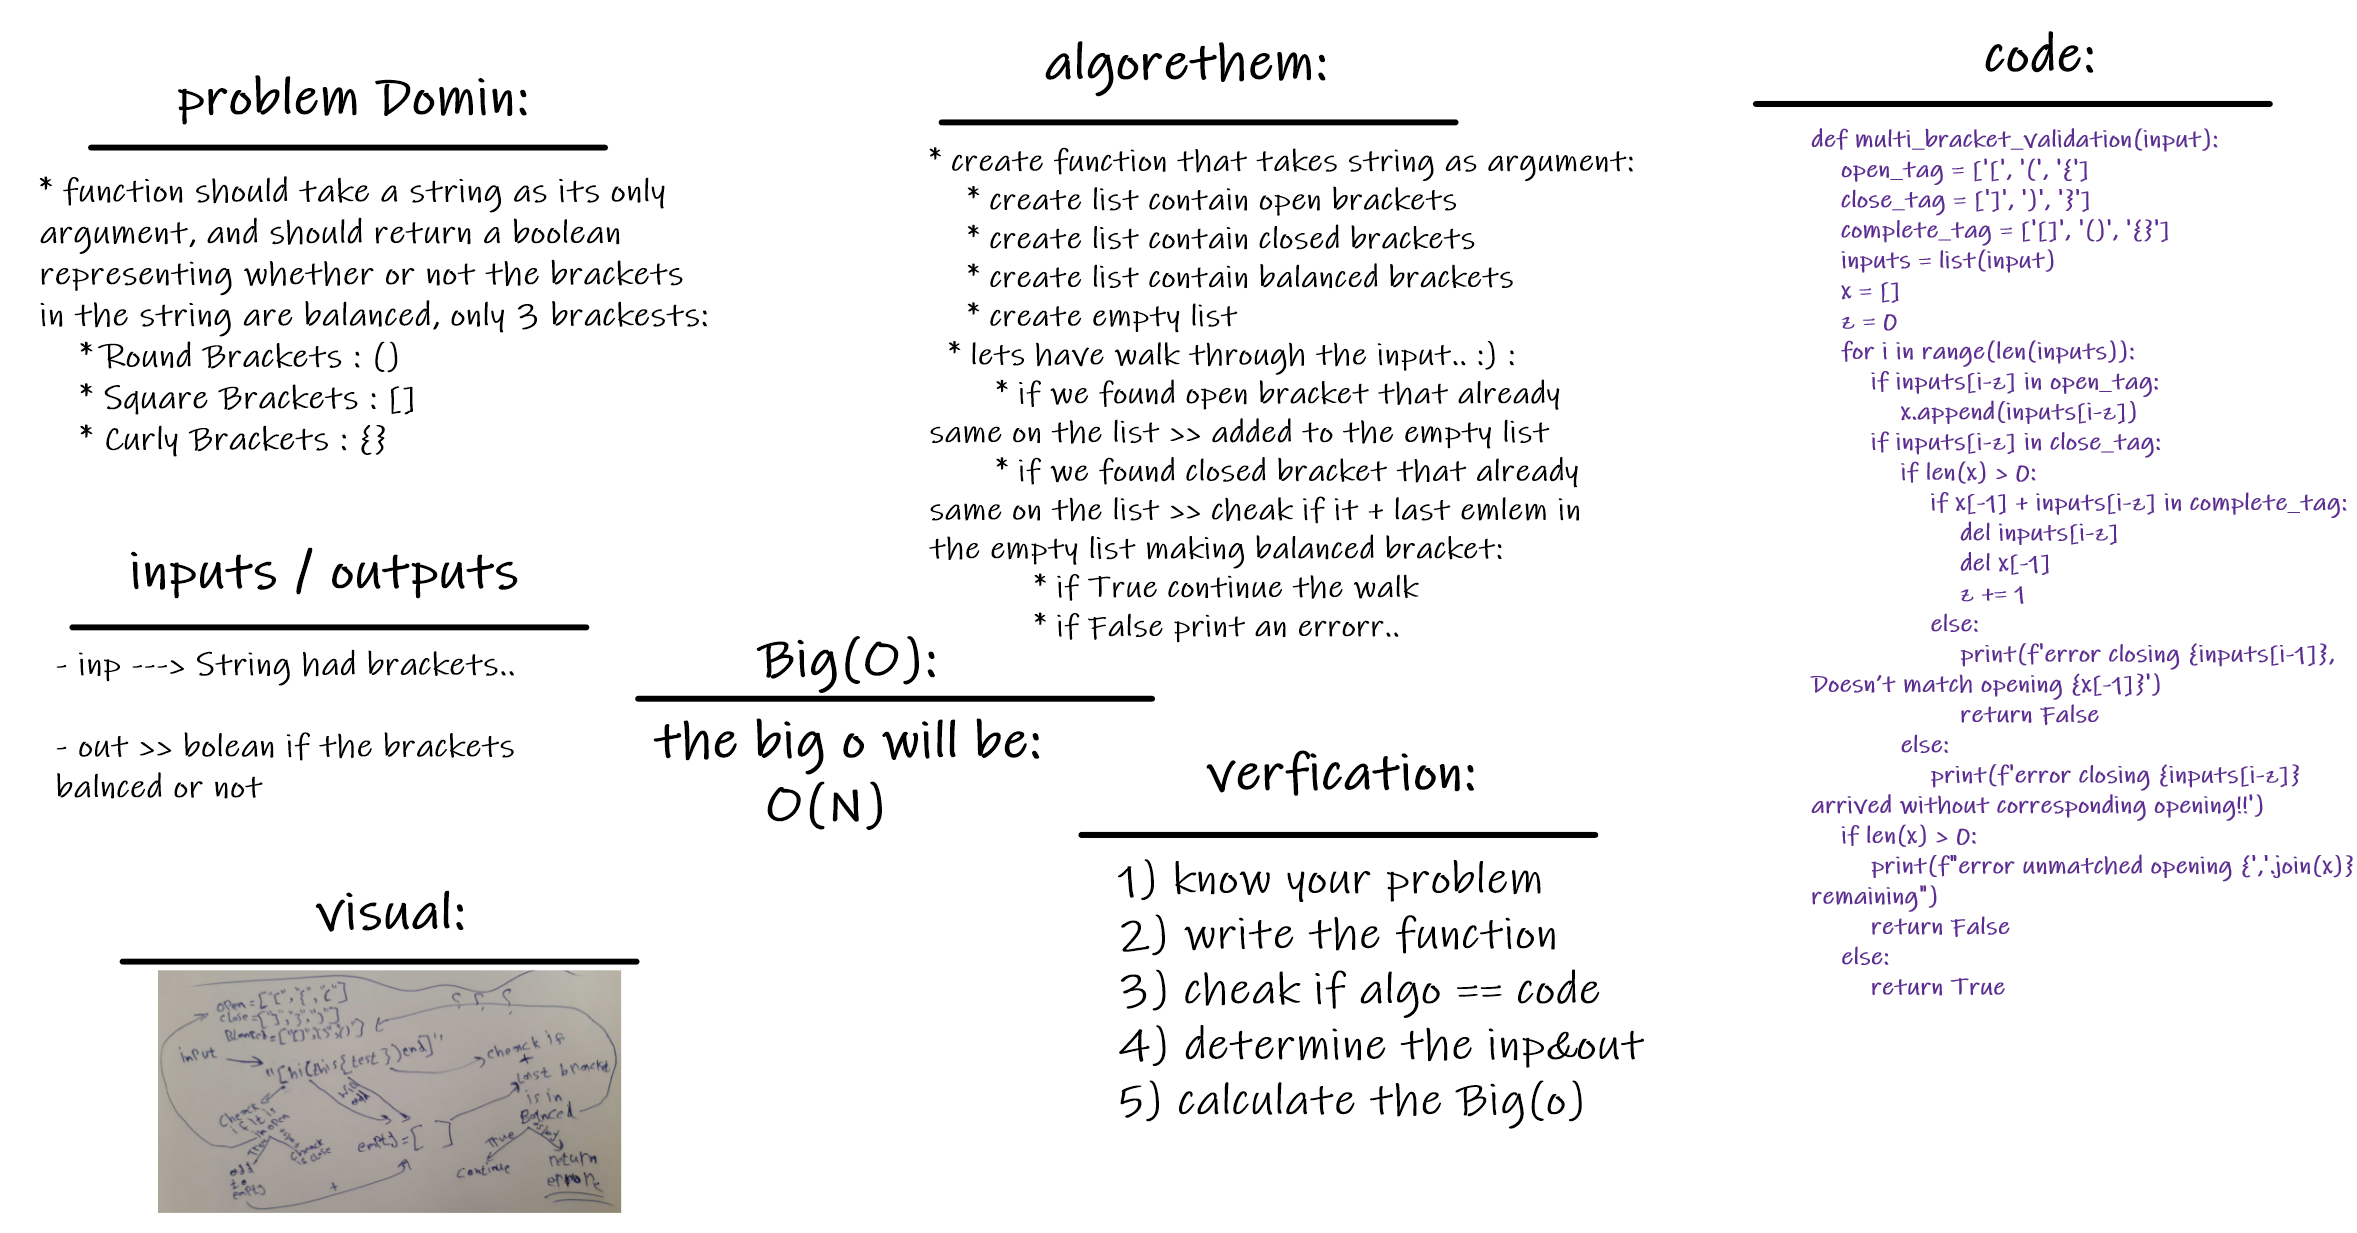 problem Domin:
* function should take a string as its only
argument, and should return a boolean
representing whether or not the brackets
in the string are balanced, only 3 brackests:
* Round Brackets : ()
* Square Brackets : []
* Curly Brackets : {}
inputs / outputs
- inp ---> String had brackets..
- out >> bolean if the brackets
balnced or not
visual:
open=["[","{","("]
close=["]","}",")"]
input
"[hi(this{test})end]"
cheack if
+
last bracket
is in
Balnced
True
continue
return
error
empty=[ ]
Cheack
if it is
in open
True
add
to
empty
+
cheack
is close
Big(O):
the big o will be:
O(N)
algorethem:
* create function that takes string as argument:
* create list contain open brackets
* create list contain closed brackets
* create list contain balanced brackets
* create empty list
* lets have walk through the input.. :) :
* if we found open bracket that already
same on the list >> added to the empty list
* if we found closed bracket that already
same on the list >> cheak if it + last emlem in
the empty list making balanced bracket:
* if True continue the walk
* if False print an errorr..
verfication:
1) know your problem
2) write the function
3) cheak if algo == code
4) determine the inp&out
5) calculate the Big(o)
code:
def multi_bracket_validation(input):
open_tag = ['[', '(', '{']
close_tag = [']', ')', '}']
complete_tag = ['[]', '()', '{}']
inputs = list(input)
x = []
z = 0
for i in range(len(inputs)):
if inputs[i-z] in open_tag:
x.append(inputs[i-z])
if inputs[i-z] in close_tag:
if len(x) > 0:
if x[-1] + inputs[i-z] in complete_tag:
del inputs[i-z]
del x[-1]
z += 1
else:
print(f'error closing {inputs[i-1]},
Doesn't match opening {x[-1]}')
return False
else:
print(f'error closing {inputs[i-z]}
arrived without corresponding opening!!')
if len(x) > 0:
print(f"error unmatched opening {','.join(x)}
remaining")
return False
else:
return True